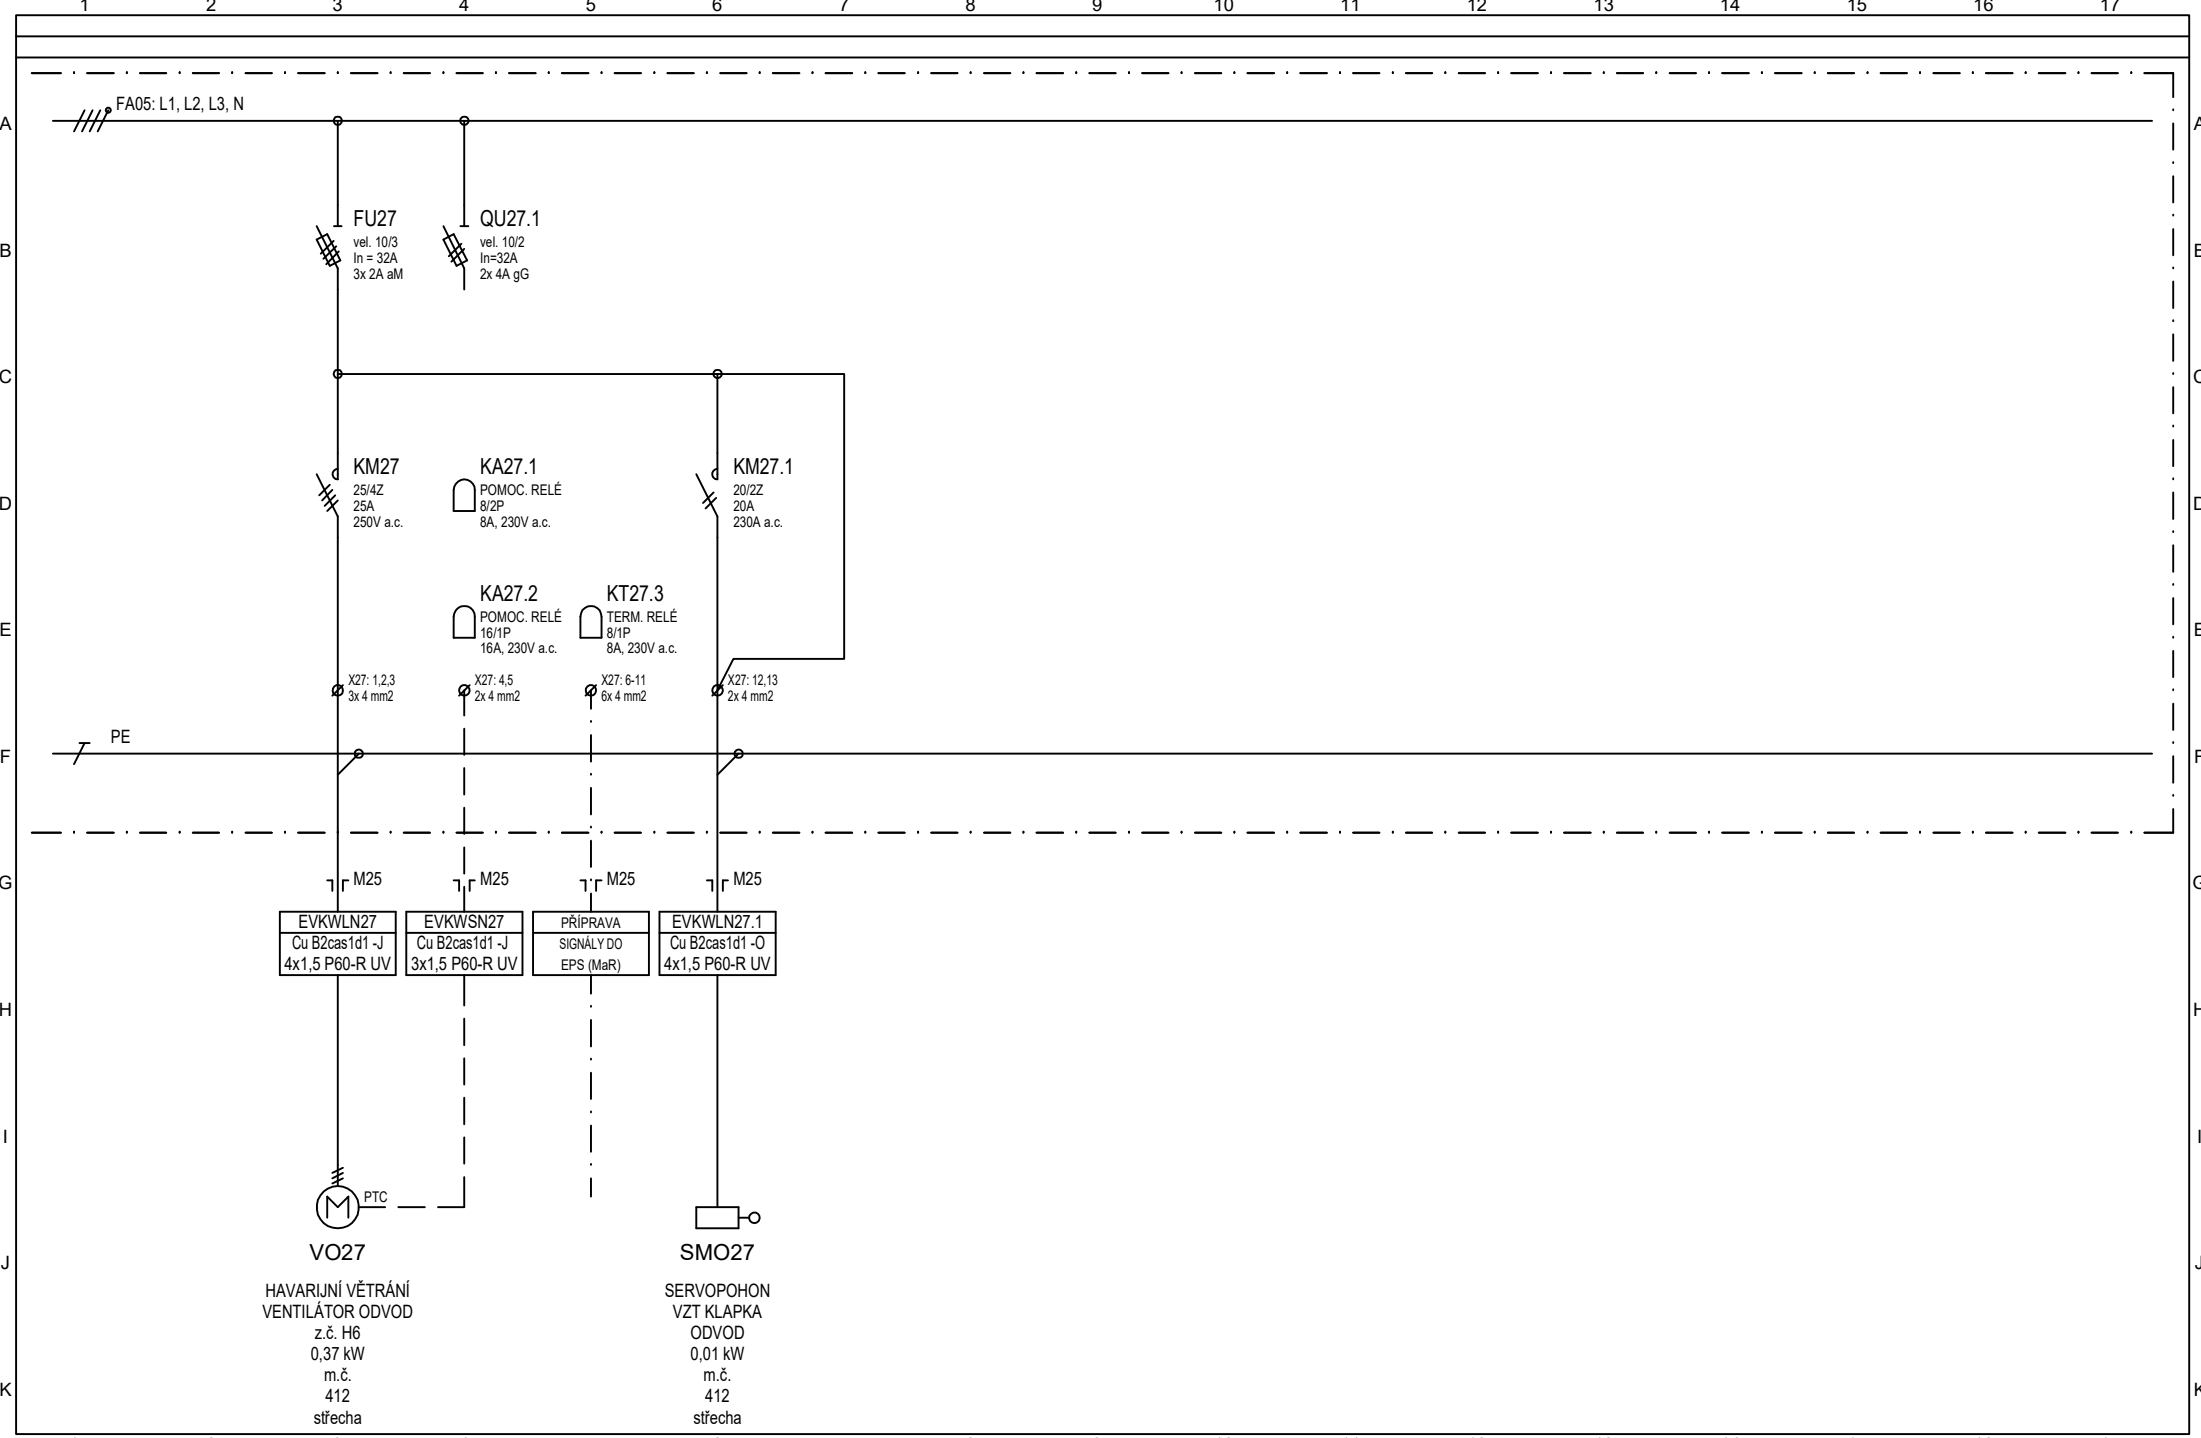 1 2 3 4 5 6 7 8 9 10 11 12 13 14 15 16 17
FA05: L1, L2, L3, N
A A
FU27
vel. 10/3
In = 32A
3x 2A aM
QU27.1
vel. 10/2
In=32A
2x 4A gG
B B
C C
KM27
25/4Z
25A
250V a.c.
KA27.1
POMOC. RELÉ
8/2P
8A, 230V a.c.
KM27.1
20/2Z
20A
230A a.c.
D D
KA27.2
POMOC. RELÉ
16/1P
16A, 230V a.c.
KT27.3
TERM. RELÉ
8/1P
8A, 230V a.c.
E E
X27: 1,2,3
3x 4 mm2
X27: 4,5
2x 4 mm2
X27: 6-11
6x 4 mm2
X27: 12,13
2x 4 mm2
PE
F F
M25 M25 M25 M25
G G
EVKWLN27
Cu B2cas1d1 -J
4x1,5 P60-R UV
EVKWSN27
Cu B2cas1d1 -J
3x1,5 P60-R UV
PŘÍPRAVA
SIGNÁLY DO
EPS (MaR)
EVKWLN27.1
Cu B2cas1d1 -O
4x1,5 P60-R UV
H H
I I
M
PTC
J J
VO27
HAVARIJNÍ VĚTRÁNÍ
VENTILÁTOR ODVOD
z.č. H6
0,37 kW
m.č.
412
střecha
SMO27
SERVOPOHON
VZT KLAPKA
ODVOD
0,01 kW
m.č.
412
střecha
K K